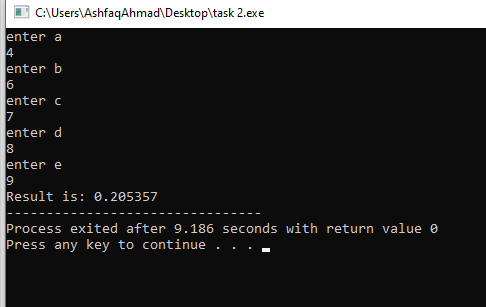 C:\Users\AshfaqAhmad\Desktop\task 2.exe
enter a
4
enter b
6
enter c
7
enter d
8
enter e
9
Result is: 0.205357
--------------------------------
Process exited after 9.186 seconds with return value 0
Press any key to continue . . .